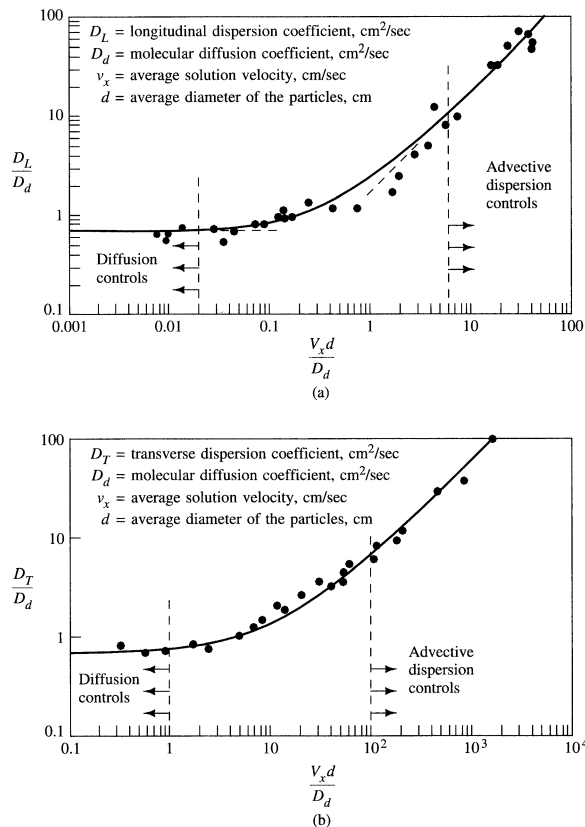 100
D_L = longitudinal dispersion coefficient, cm²/sec
D_d = molecular diffusion coefficient, cm²/sec
v_x = average solution velocity, cm/sec
d = average diameter of the particles, cm
10
D_L
D_d
Advective
dispersion
controls
1
Diffusion
controls
0.1
0.001 0.01 0.1 1 10 100
V_x d
D_d
(a)
100
D_T = transverse dispersion coefficient, cm²/sec
D_d = molecular diffusion coefficient, cm²/sec
v_x = average solution velocity, cm/sec
d = average diameter of the particles, cm
10
D_T
D_d
1
Advective
dispersion
controls
Diffusion
controls
0.1
0.1 1 10 10² 10³ 10⁴
V_x d
D_d
(b)